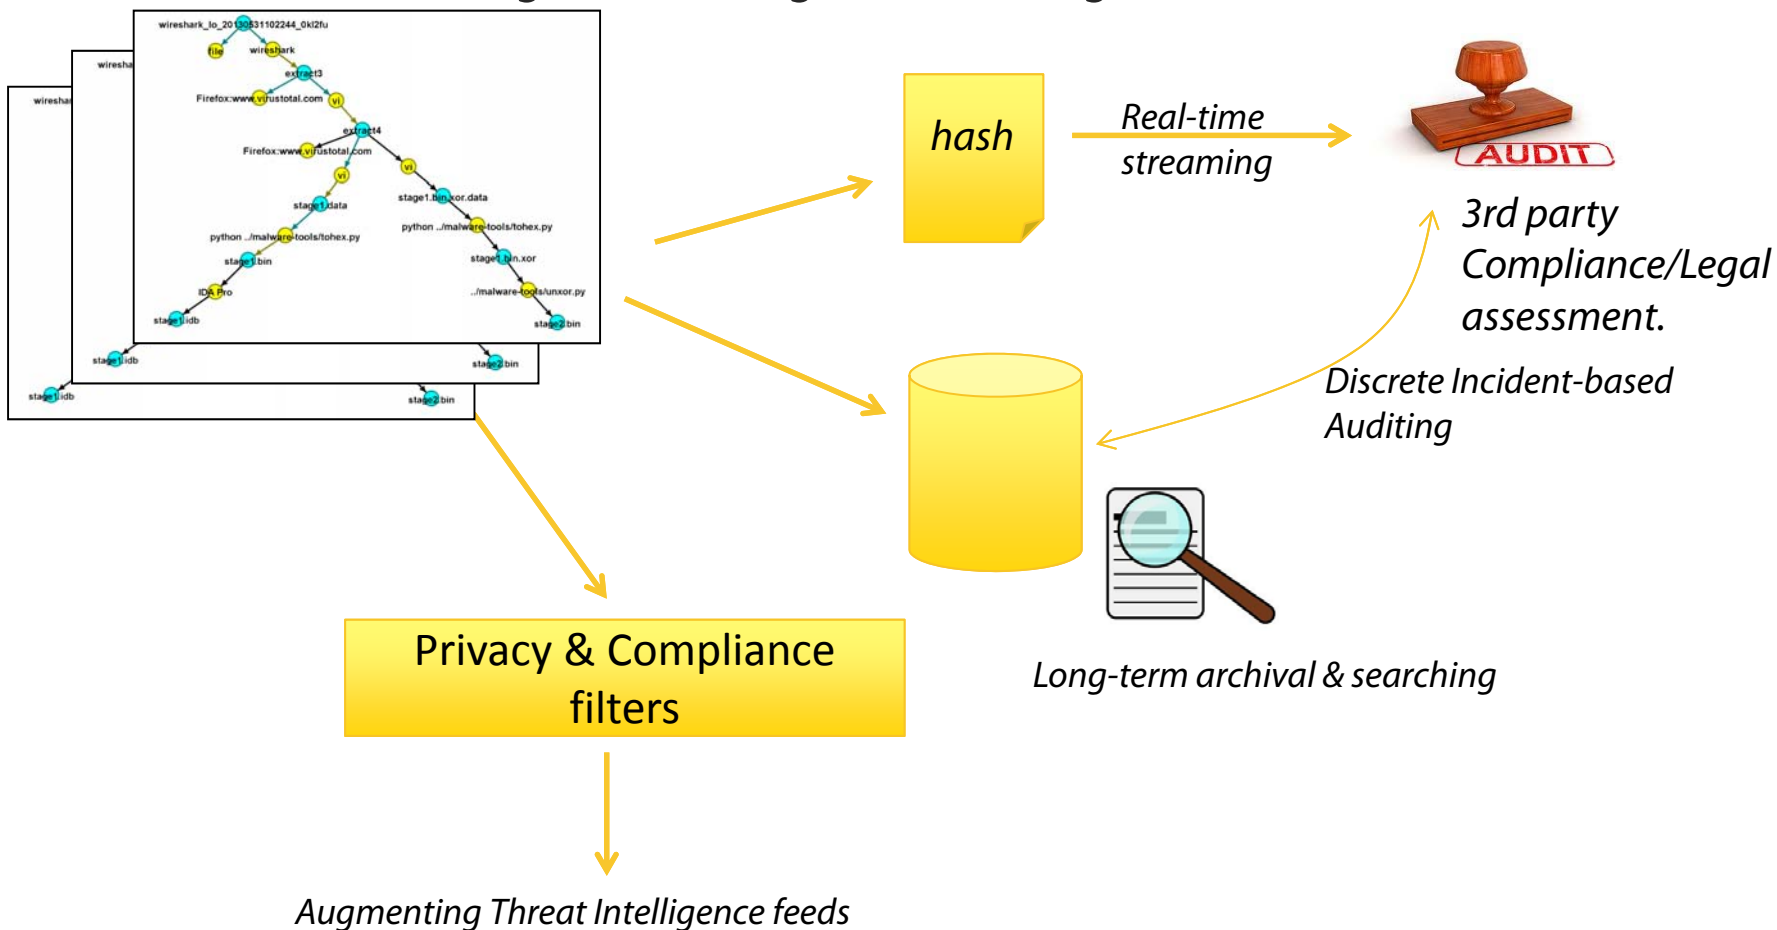 wireshark_lo_20130531102244_0kl2fu
file
wireshark
extract3
Firefox:www.virustotal.com
vi
extract4
Firefox:www.virustotal.com
vi
vi
stage1.data
stage1.bin.xor.data
python ../malware-tools/tohex.py
python ../malware-tools/tohex.py
stage1.bin
stage1.bin.xor
IDA Pro
../malware-tools/unxor.py
stage1.idb
stage2.bin
stage1.idb
stage2.bin
stage1.idb
stage2.bin
hash
Real-time
streaming
AUDIT
3rd party
Compliance/Legal
assessment.
Discrete Incident-based
Auditing
Long-term archival & searching
Privacy & Compliance
filters
Augmenting Threat Intelligence feeds